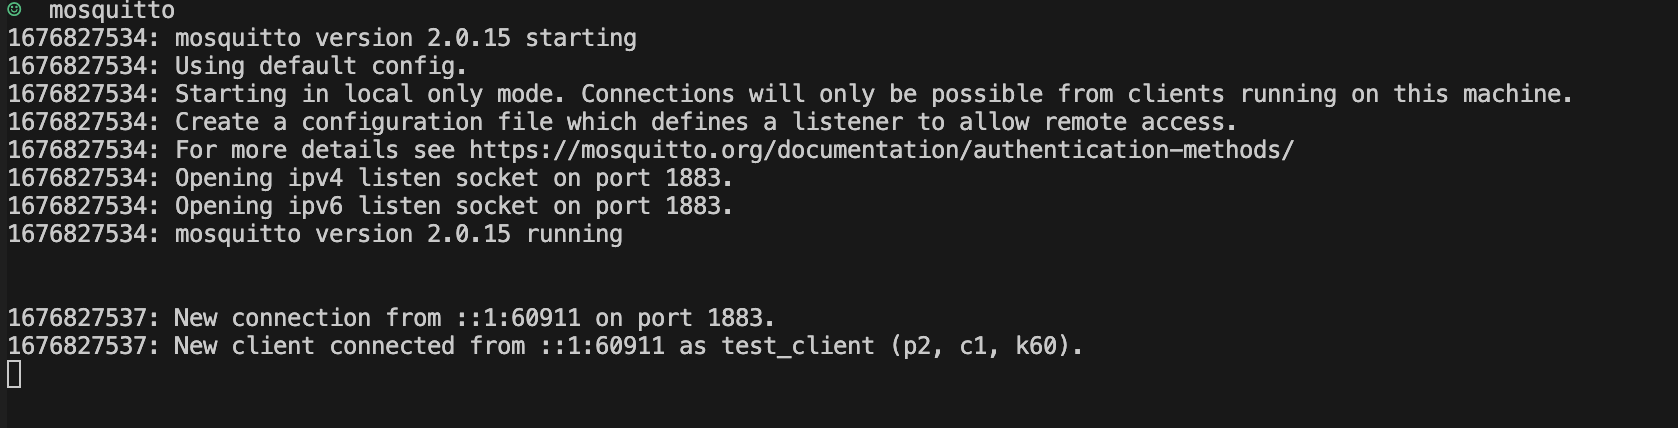 ☺ mosquitto
1676827534: mosquitto version 2.0.15 starting
1676827534: Using default config.
1676827534: Starting in local only mode. Connections will only be possible from clients running on this machine.
1676827534: Create a configuration file which defines a listener to allow remote access.
1676827534: For more details see https://mosquitto.org/documentation/authentication-methods/
1676827534: Opening ipv4 listen socket on port 1883.
1676827534: Opening ipv6 listen socket on port 1883.
1676827534: mosquitto version 2.0.15 running
1676827537: New connection from ::1:60911 on port 1883.
1676827537: New client connected from ::1:60911 as test_client (p2, c1, k60).